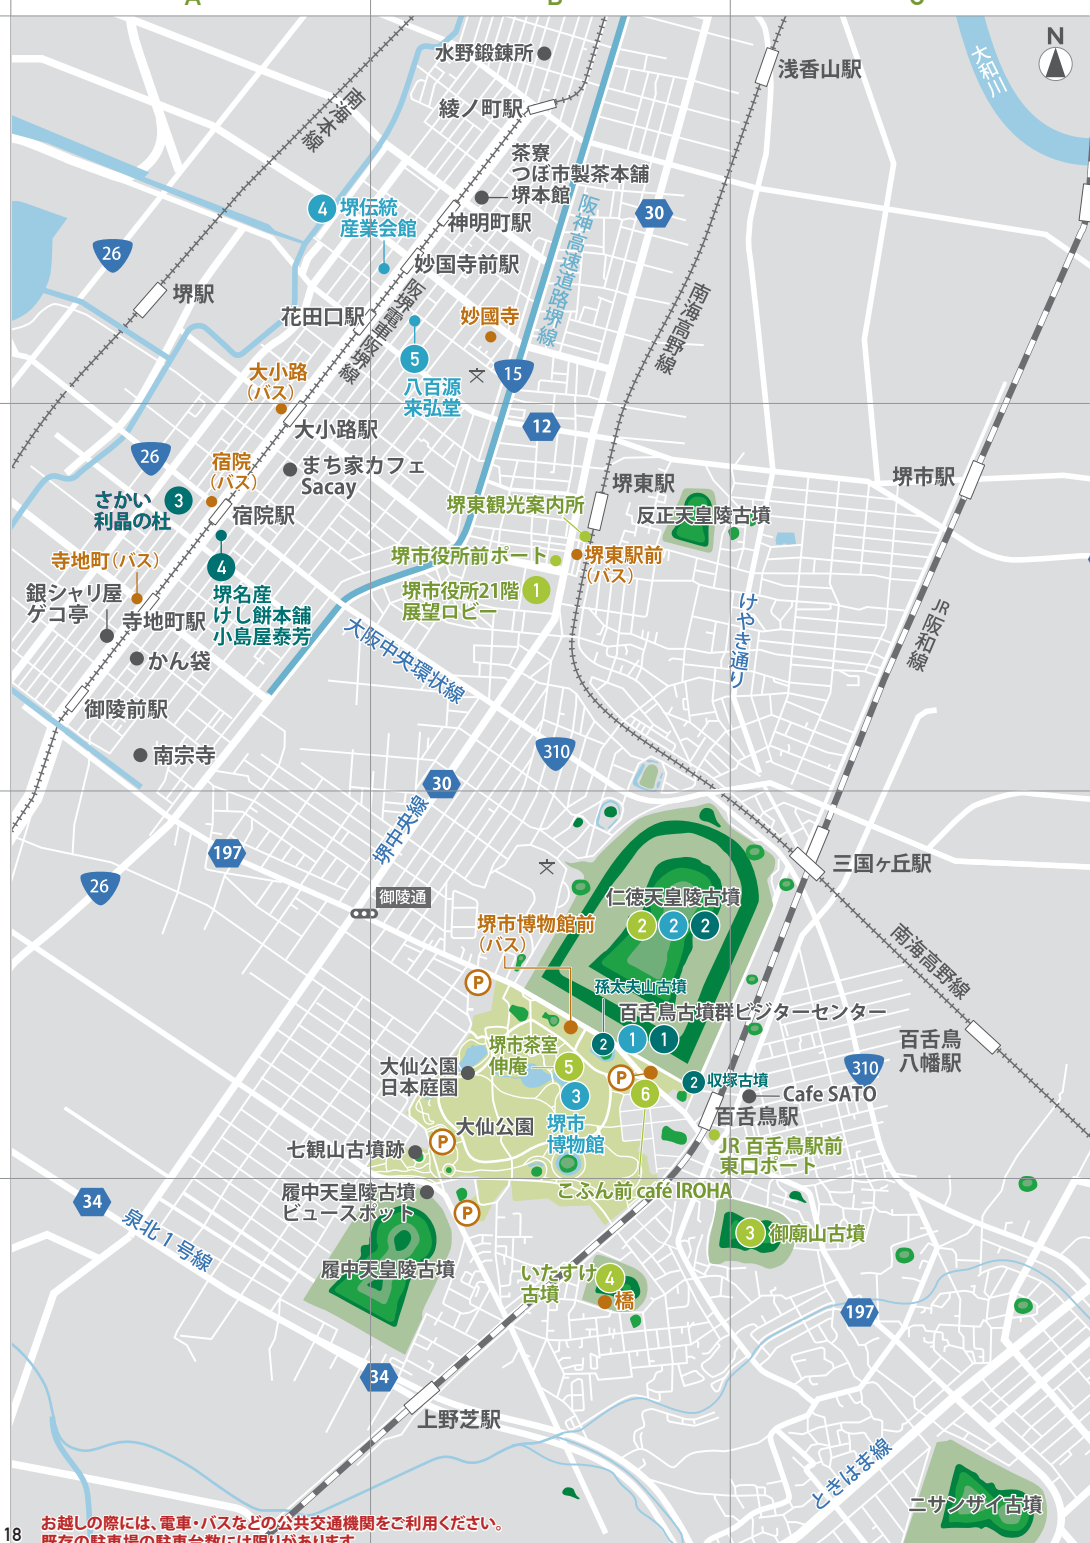 A
B
C
水野鍛錬所
N
浅香山駅
大和川
南海本線
綾ノ町駅
茶寮
つぼ市製茶本舗
堺本館
4
堺伝統
産業会館
30
神明町駅
阪神高速道路堺線
26
妙国寺前駅
堺駅
花田口駅
阪堺電車 阪堺線
妙國寺
南海高野線
大小路
(バス)
5
八百源
来弘堂
15
12
大小路駅
26
宿院
(バス)
まち家カフェ
Sacay
堺市駅
さかい
利晶の杜
3
宿院駅
堺東駅
堺東観光案内所
反正天皇陵古墳
寺地町(バス)
4
堺市役所前ポート
堺東駅前
(バス)
銀シャリ屋
ゲコ亭
堺名産
けし餅本舗
小島屋泰芳
堺市役所21階
展望ロビー
1
けやき通り
JR阪和線
寺地町駅
大阪中央環状線
かん袋
御陵前駅
南宗寺
310
30
堺中央線
197
26
三国ヶ丘駅
御陵通
仁徳天皇陵古墳
2
2
2
堺市博物館前
(バス)
南海高野線
P
孫太夫山古墳
百舌鳥古墳群ビジターセンター
2
1
1
百舌鳥
八幡駅
堺市茶室
伸庵
5
大仙公園
日本庭園
P
310
3
6
2
収塚古墳
Cafe SATO
百舌鳥駅
大仙公園
堺市
博物館
P
七観山古墳跡
JR 百舌鳥駅前
東口ポート
履中天皇陵古墳
ビュースポット
こふん前 café IROHA
34
泉北1号線
P
3
御廟山古墳
履中天皇陵古墳
いたすけ
古墳
4
橋
197
34
上野芝駅
ときはま線
ニサンザイ古墳
18
お越しの際には、電車・バスなどの公共交通機関をご利用ください。
既存の駐車場の駐車台数には限りがあります。